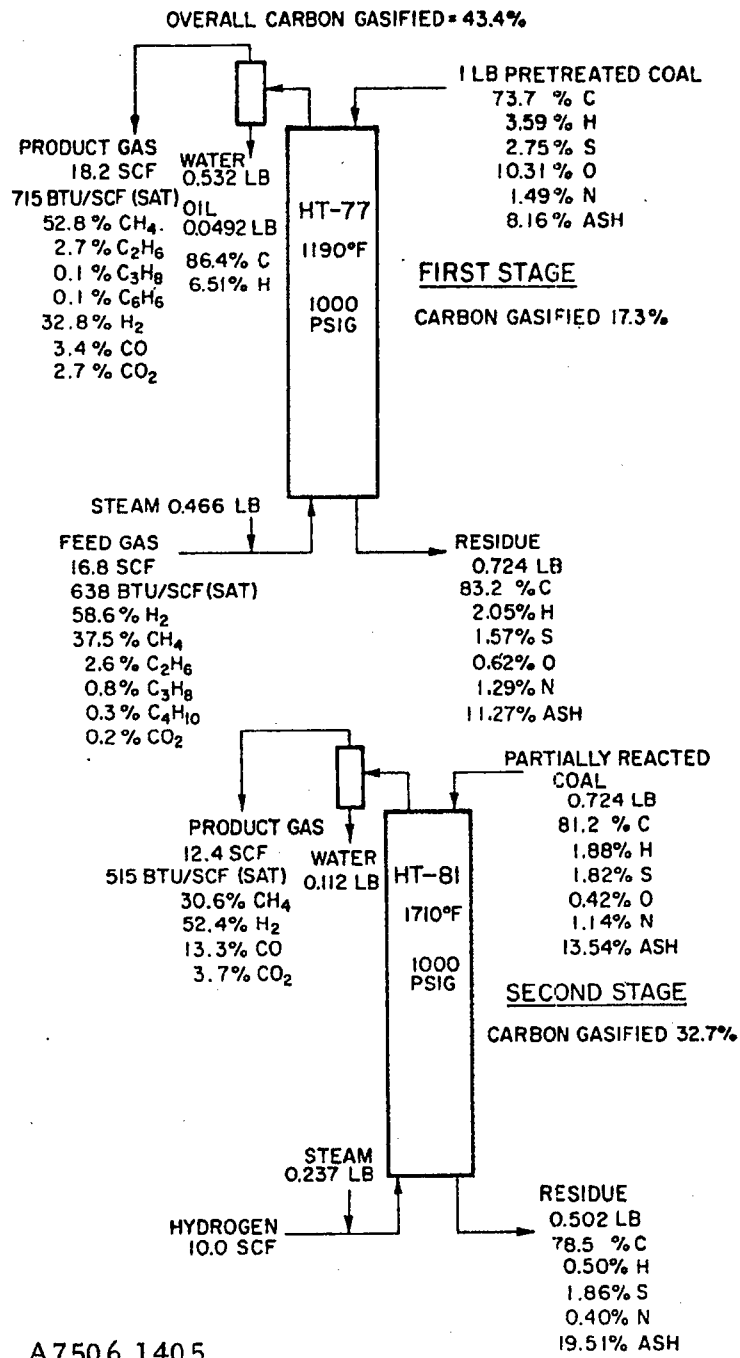 OVERALL CARBON GASIFIED = 43.4%
1 LB PRETREATED COAL
73.7 % C
3.59 % H
2.75% S
10.31 % O
1.49% N
8.16 % ASH
PRODUCT GAS
18.2 SCF
715 BTU/SCF (SAT)
52.8% CH4.
2.7% C2H6
0.1% C3H8
0.1% C6H6
32.8% H2
3.4% CO
2.7% CO2
WATER
0.532 LB
OIL
0.0492 LB
86.4% C
6.51% H
HT-77
1190°F
1000
PSIG
FIRST STAGE
CARBON GASIFIED 17.3%
STEAM 0.466 LB
FEED GAS
16.8 SCF
638 BTU/SCF(SAT)
58.6% H2
37.5% CH4
2.6% C2H6
0.8% C3H8
0.3% C4H10
0.2% CO2
RESIDUE
0.724 LB
83.2 % C
2.05% H
1.57% S
0.62% O
1.29% N
11.27% ASH
PARTIALLY REACTED
COAL
0.724 LB
81.2 % C
1.88% H
1.82% S
0.42% O
1.14% N
13.54% ASH
PRODUCT GAS
12.4 SCF
515 BTU/SCF (SAT)
30.6% CH4
52.4% H2
13.3% CO
3.7% CO2
WATER
0.112 LB
HT-81
1710°F
1000
PSIG
SECOND STAGE
CARBON GASIFIED 32.7%
STEAM
0.237 LB
HYDROGEN
10.0 SCF
RESIDUE
0.502 LB
78.5 % C
0.50% H
1.86% S
0.40% N
19.51% ASH
A7506 1405